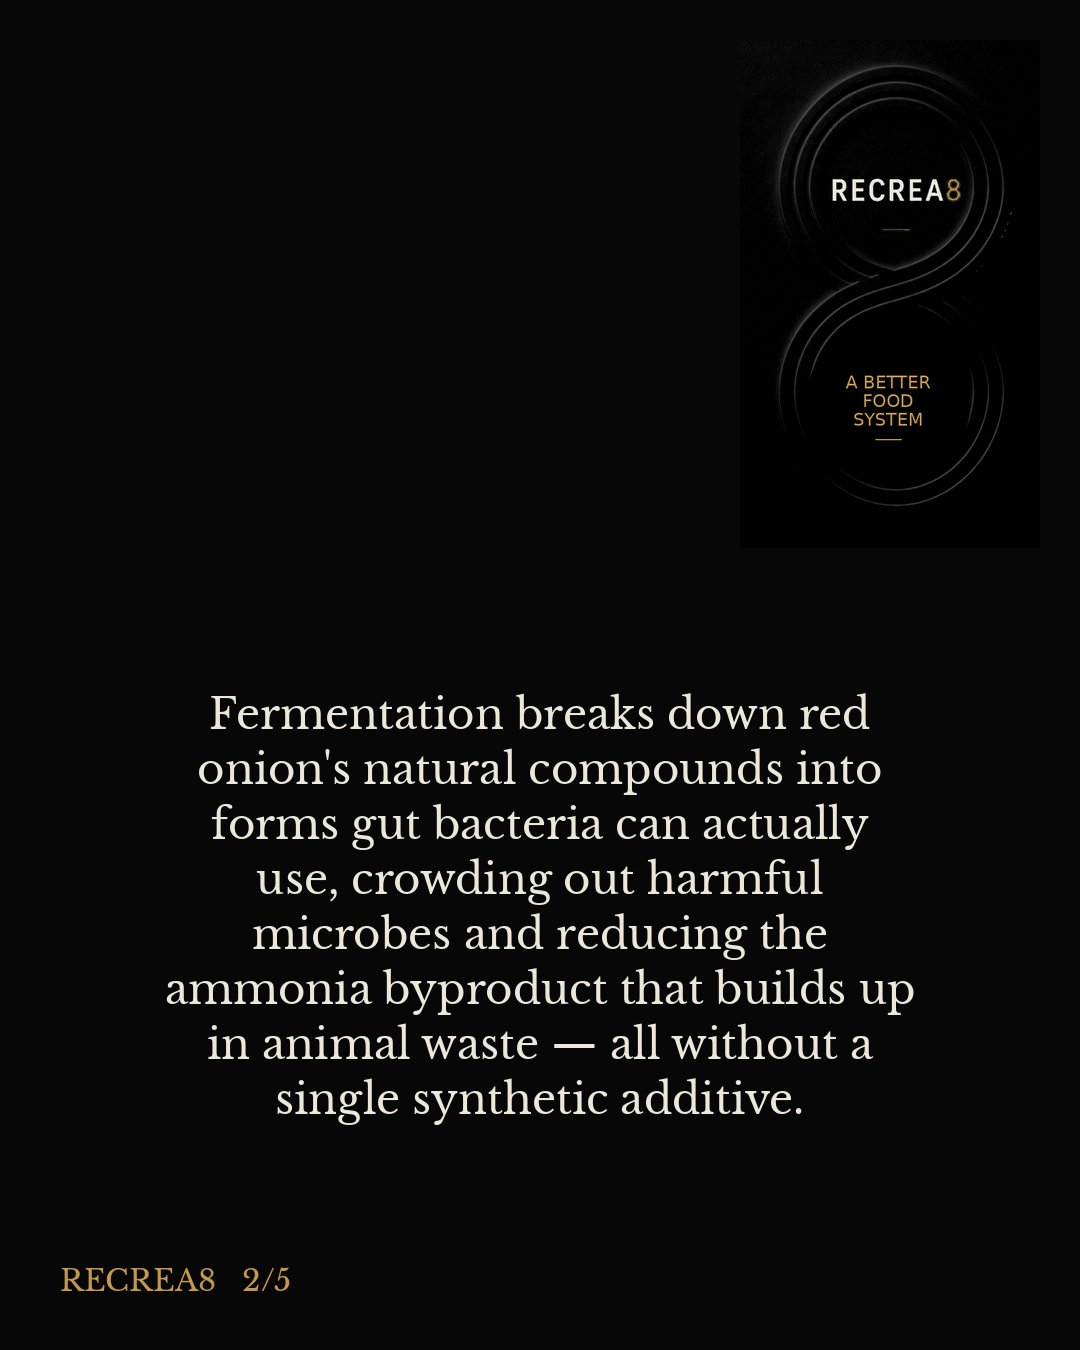 RECREA8
A BETTER
FOOD
SYSTEM
Fermentation breaks down red
onion's natural compounds into
forms gut bacteria can actually
use, crowding out harmful
microbes and reducing the
ammonia byproduct that builds up
in animal waste — all without a
single synthetic additive.
RECREA8 2/5